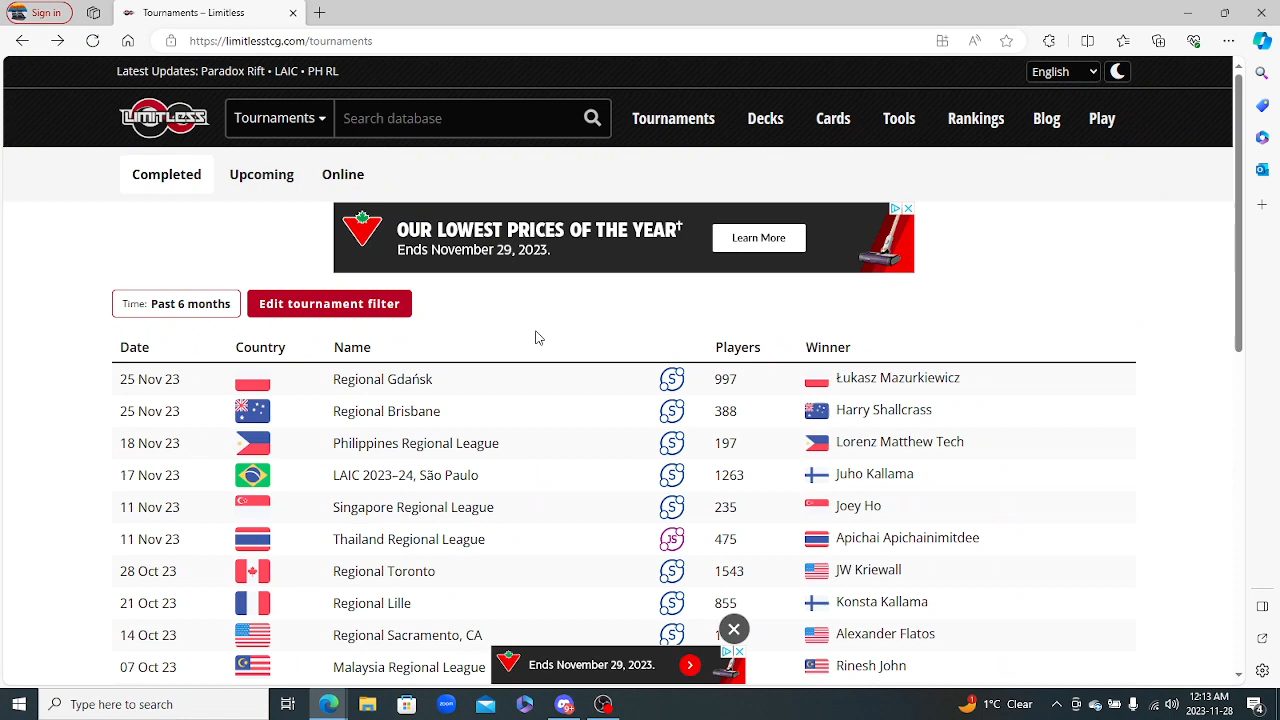 Sign in
Tournaments – Limitless
https://limitlesstcg.com/tournaments
Latest Updates: Paradox Rift • LAIC • PH RL
English
LIMITLESS
Tournaments
Search database
Tournaments
Decks
Cards
Tools
Rankings
Blog
Play
Completed
Upcoming
Online
OUR LOWEST PRICES OF THE YEAR†
Ends November 29, 2023.
Learn More
Time: Past 6 months
Edit tournament filter
Date Country Name Players Winner
25 Nov 23 Regional Gdańsk S 997 Łukasz Mazurkiewicz
25 Nov 23 Regional Brisbane S 388 Harry Shallcrass
18 Nov 23 Philippines Regional League S 197 Lorenz Matthew Tech
17 Nov 23 LAIC 2023–24, São Paulo S 1263 Juho Kallama
11 Nov 23 Singapore Regional League S 235 Joey Ho
11 Nov 23 Thailand Regional League JS 475 Apichai Apichainimitdee
28 Oct 23 Regional Toronto S 1543 JW Kriewall
21 Oct 23 Regional Lille S 855 Konsta Kallama
14 Oct 23 Regional Sacramento, CA S Alexander Flatos
07 Oct 23 Malaysia Regional League Rinesh John
Ends November 29, 2023.
Type here to search
zoom
1°C Clear
12:13 AM
2023-11-28